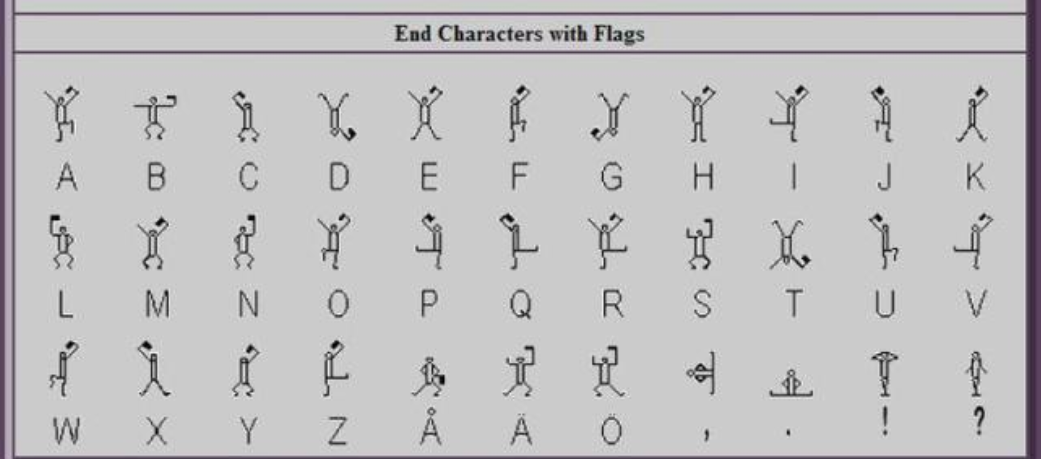 End Characters with Flags
A B C D E F G H I J K
L M N O P Q R S T U V
W X Y Z Å Ä Ö , . ! ?